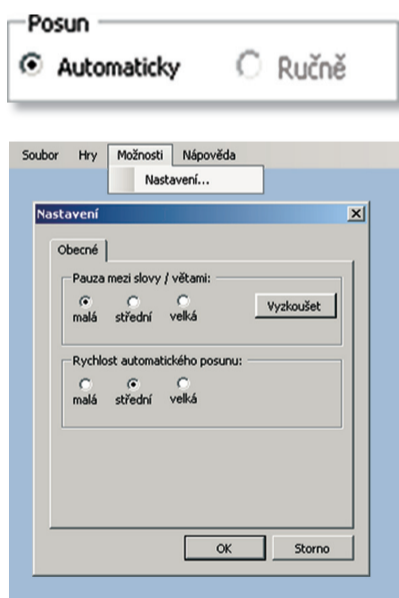 Posun
Automaticky Ručně
Soubor Hry Možnosti Nápověda
Nastavení...
Nastavení
Obecné
Pauza mezi slovy / větami:
malá střední velká
Vyzkoušet
Rychlost automatického posunu:
malá střední velká
OK Storno